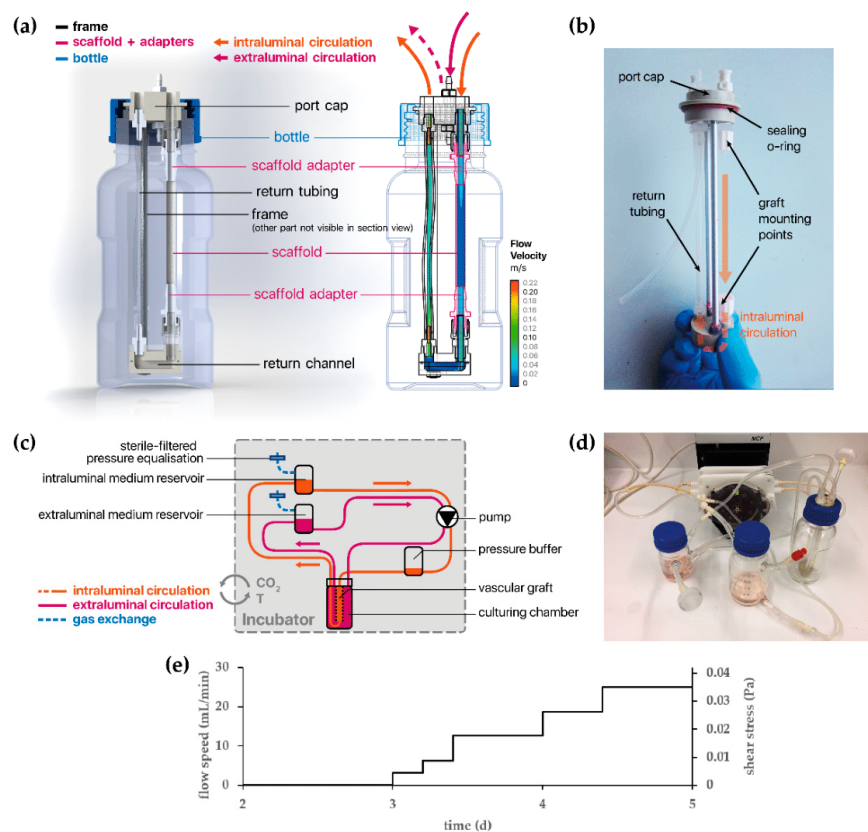 (a)
frame
scaffold + adapters
bottle
intraluminal circulation
extraluminal circulation
port cap
bottle
scaffold adapter
return tubing
frame
(other part not visible in section view)
scaffold
scaffold adapter
return channel
Flow
Velocity
m/s
0.22
0.20
0.18
0.16
0.14
0.12
0.10
0.08
0.06
0.04
0.02
0
(b)
port cap
sealing
o-ring
return
tubing
graft
mounting
points
intraluminal
circulation
(c)
sterile-filtered
pressure equalisation
intraluminal medium reservoir
extraluminal medium reservoir
pump
pressure buffer
vascular graft
culturing chamber
intraluminal circulation
extraluminal circulation
gas exchange
CO2
T
Incubator
(d)
MCP
(e)
flow speed (mL/min)
30
20
10
0
2
3
4
5
time (d)
0.04
0.03
0.02
0.01
0
shear stress (Pa)